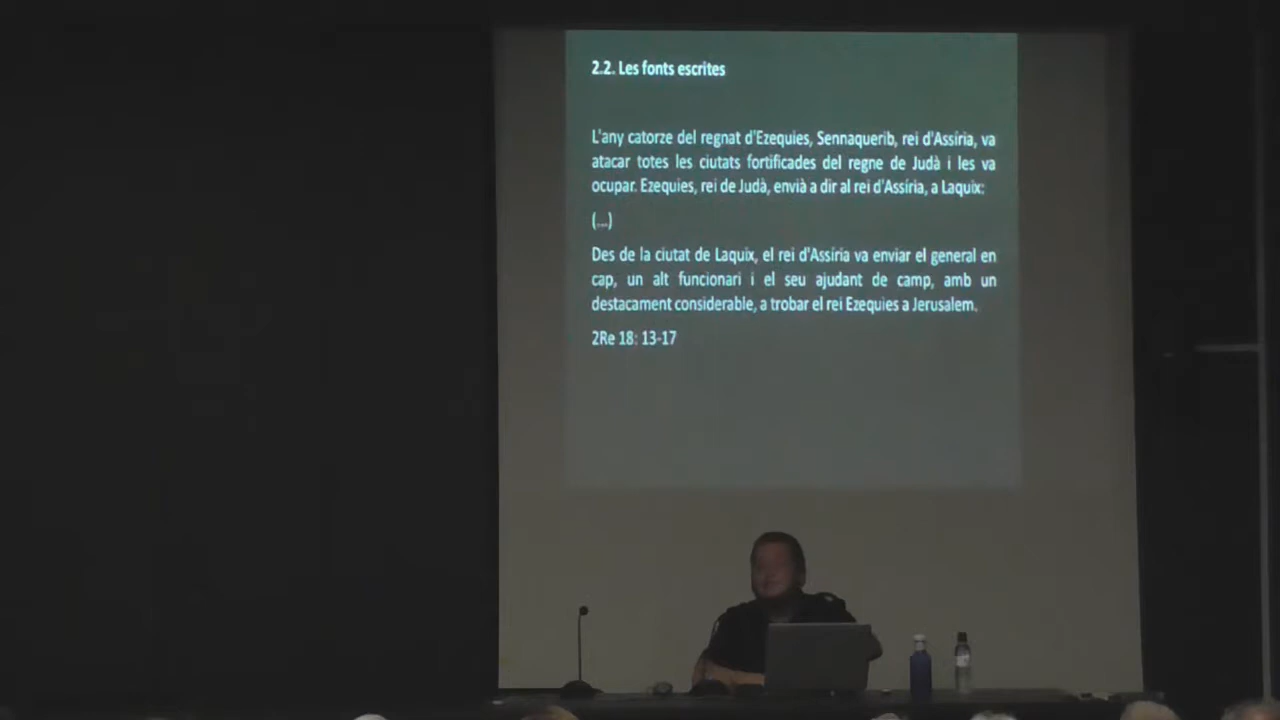 2.2. Les fonts escrites
L'any catorze del regnat d'Ezequies, Sennaquerib, rei d'Assíria, va
atacar totes les ciutats fortificades del regne de Judà i les va
ocupar. Ezequies, rei de Judà, envià a dir al rei d'Assíria, a Laquix:
(...)
Des de la ciutat de Laquix, el rei d'Assíria va enviar el general en
cap, un alt funcionari i el seu ajudant de camp, amb un
destacament considerable, a trobar el rei Ezequies a Jerusalem.
2Re 18: 13-17